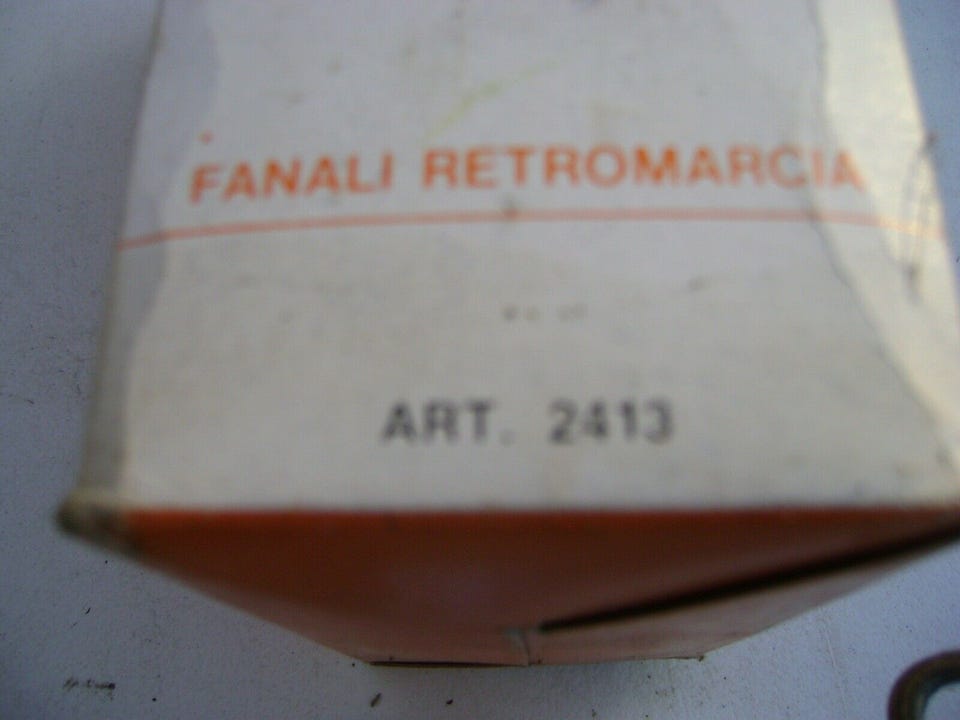 FANALI RETROMARCIA
ART. 2413